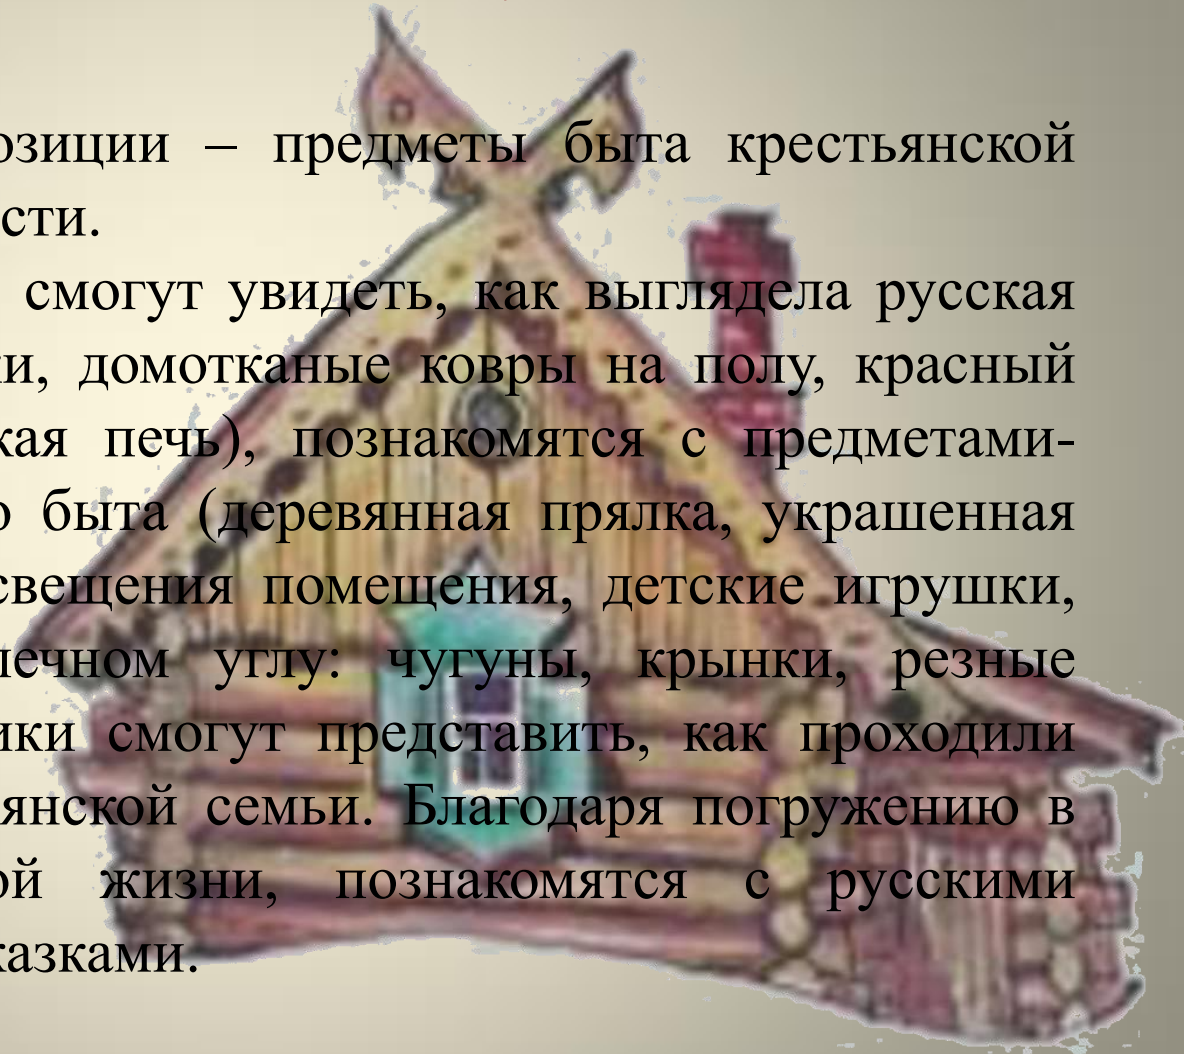 озиции – предметы быта крестьянской
сти.
смогут увидеть, как выглядела русская
и, домотканые ковры на полу, красный
кая печь), познакомятся с предметами-
о быта (деревянная прялка, украшенная
свещения помещения, детские игрушки,
печном углу: чугуны, крынки, резные
ики смогут представить, как проходили
янской семьи. Благодаря погружению в
ой жизни, познакомятся с русскими
казками.